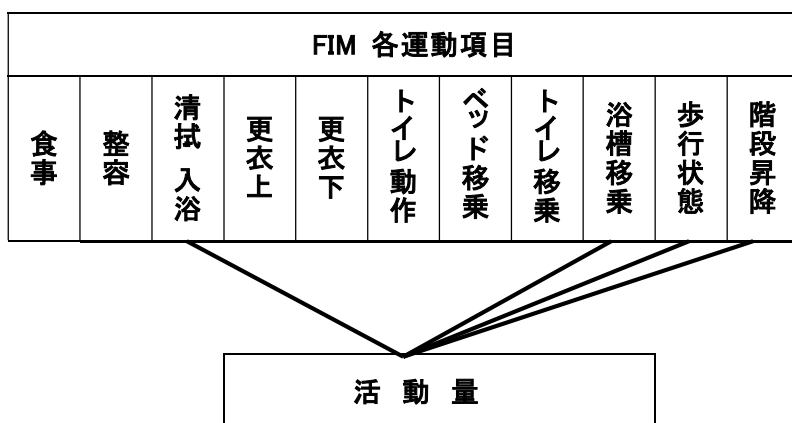 FIM 各運動項目
食事
整容
清拭 入浴
更衣上
更衣下
トイレ動作
ベッド移乗
トイレ移乗
浴槽移乗
歩行状態
階段昇降
活 動 量